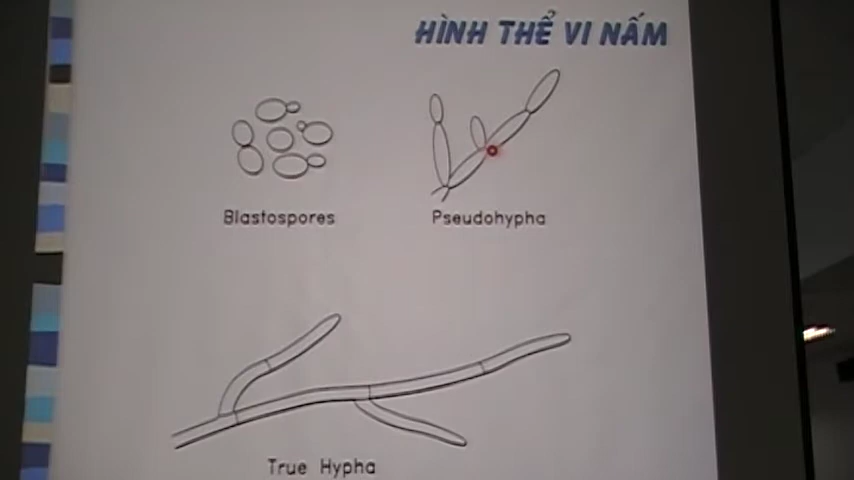 HÌNH THỂ VI NẤM
Blastospores
Pseudohypha
True Hypha